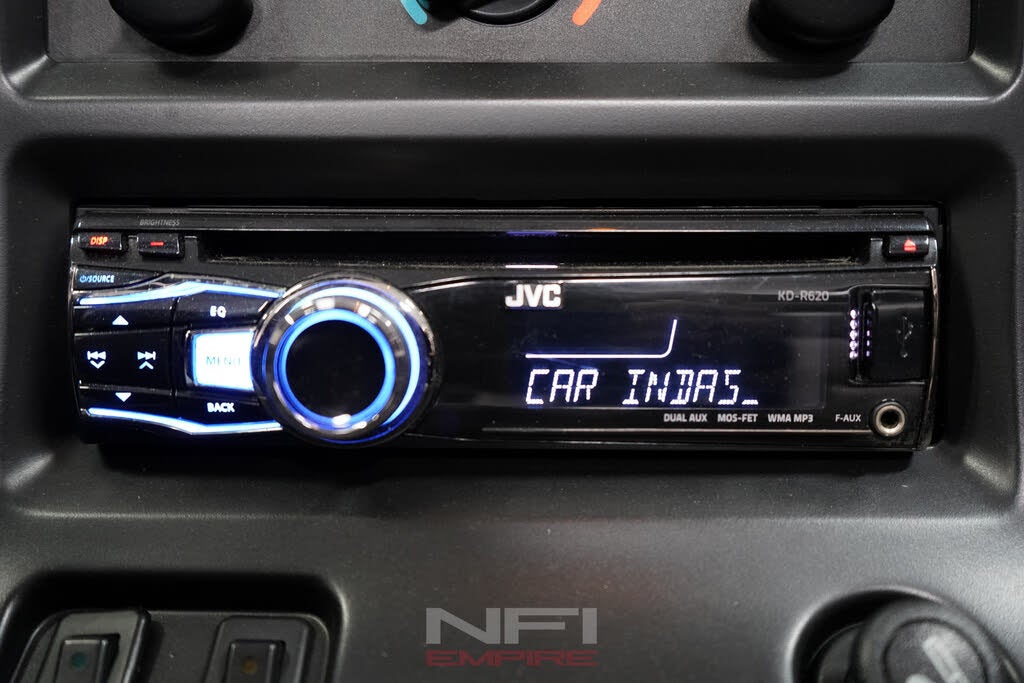 BRIGHTNESS
DISP
⏻/SOURCE
JVC
KD-R620
EQ
MENU
CAR INDAS_
BACK
DUAL AUX MOS-FET WMA MP3 F-AUX
NFI
EMPIRE